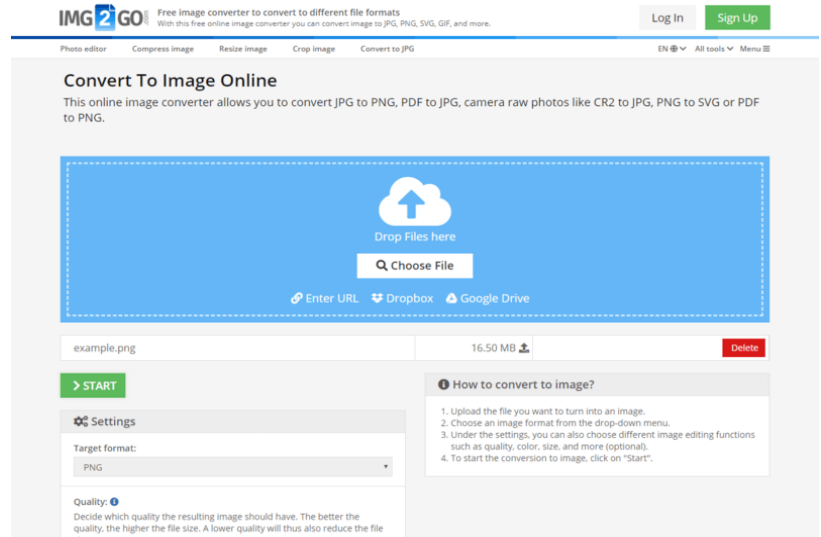 IMG2GO
Free image converter to convert to different file formats
With this free online image converter you can convert image to JPG, PNG, SVG, GIF, and more.
Log In
Sign Up
Photo editor Compress image Resize image Crop image Convert to JPG
EN All tools Menu
Convert To Image Online
This online image converter allows you to convert JPG to PNG, PDF to JPG, camera raw photos like CR2 to JPG, PNG to SVG or PDF
to PNG.
Drop Files here
Choose File
Enter URL Dropbox Google Drive
example.png 16.50 MB Delete
START
Settings
Target format:
PNG
Quality:
Decide which quality the resulting image should have. The better the
quality, the higher the file size. A lower quality will thus also reduce the file
How to convert to image?
1. Upload the file you want to turn into an image.
2. Choose an image format from the drop-down menu.
3. Under the settings, you can also choose different image editing functions
such as quality, color, size, and more (optional).
4. To start the conversion to image, click on "Start".